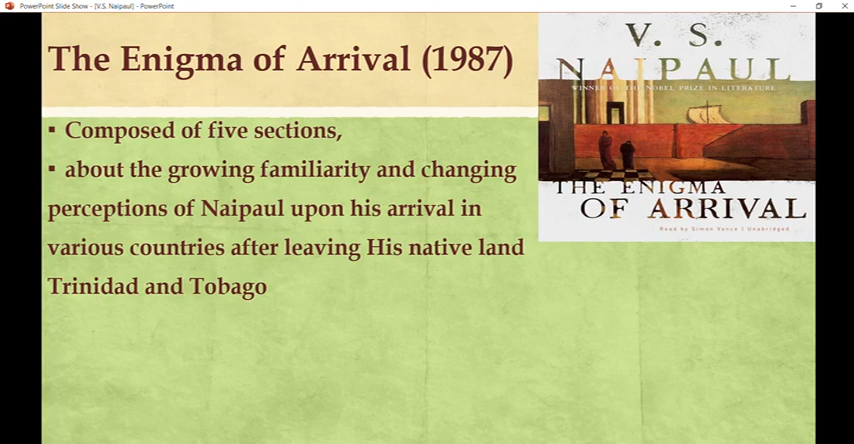 PowerPoint Slide Show - [V.S. Naipaul] - PowerPoint
The Enigma of Arrival (1987)
▪ Composed of five sections,
▪ about the growing familiarity and changing
perceptions of Naipaul upon his arrival in
various countries after leaving His native land
Trinidad and Tobago
V. S.
NAIPAUL
WINNER OF THE NOBEL PRIZE IN LITERATURE
THE ENIGMA
OF ARRIVAL
Read by Simon Vance | Unabridged